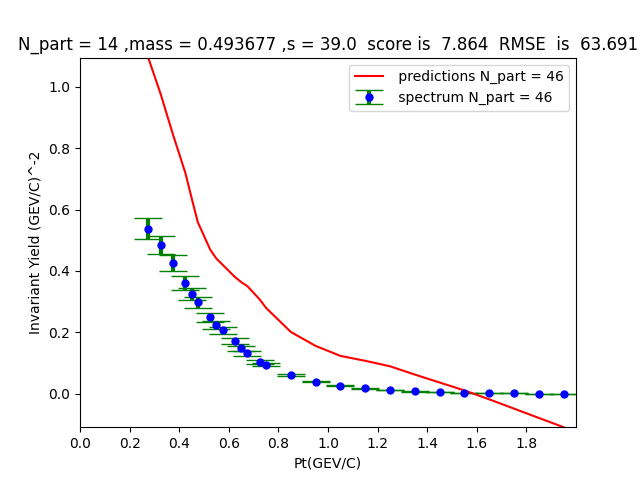 N_part = 14 ,mass = 0.493677 ,s = 39.0  score is  7.864  RMSE  is  63.691
predictions N_part = 46
spectrum N_part = 46
Invariant Yield (GEV/C)^-2
1.0
0.8
0.6
0.4
0.2
0.0
0.0 0.2 0.4 0.6 0.8 1.0 1.2 1.4 1.6 1.8
Pt(GEV/C)